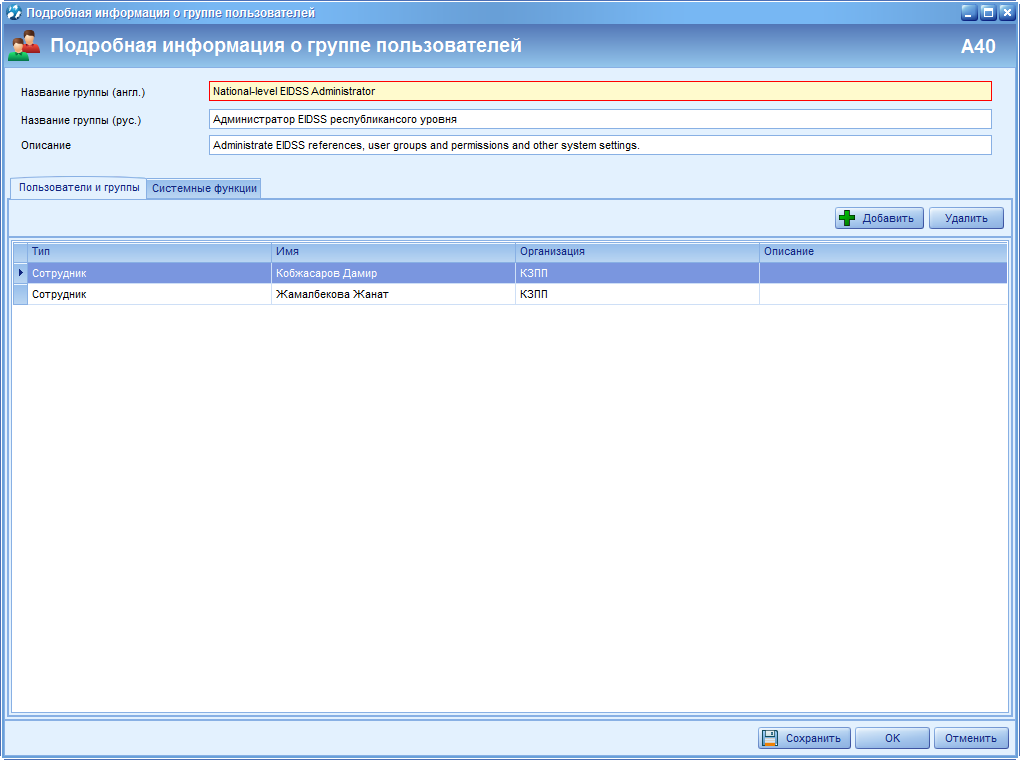 Подробная информация о группе пользователей
Подробная информация о группе пользователей A40
Название группы (англ.) National-level EIDSS Administrator
Название группы (рус.) Администратор EIDSS республикансого уровня
Описание Administrate EIDSS references, user groups and permissions and other system settings.
Пользователи и группы Системные функции
Добавить Удалить
Тип Имя Организация Описание
Сотрудник Кобжасаров Дамир КЗПП
Сотрудник Жамалбекова Жанат КЗПП
Сохранить OK Отменить